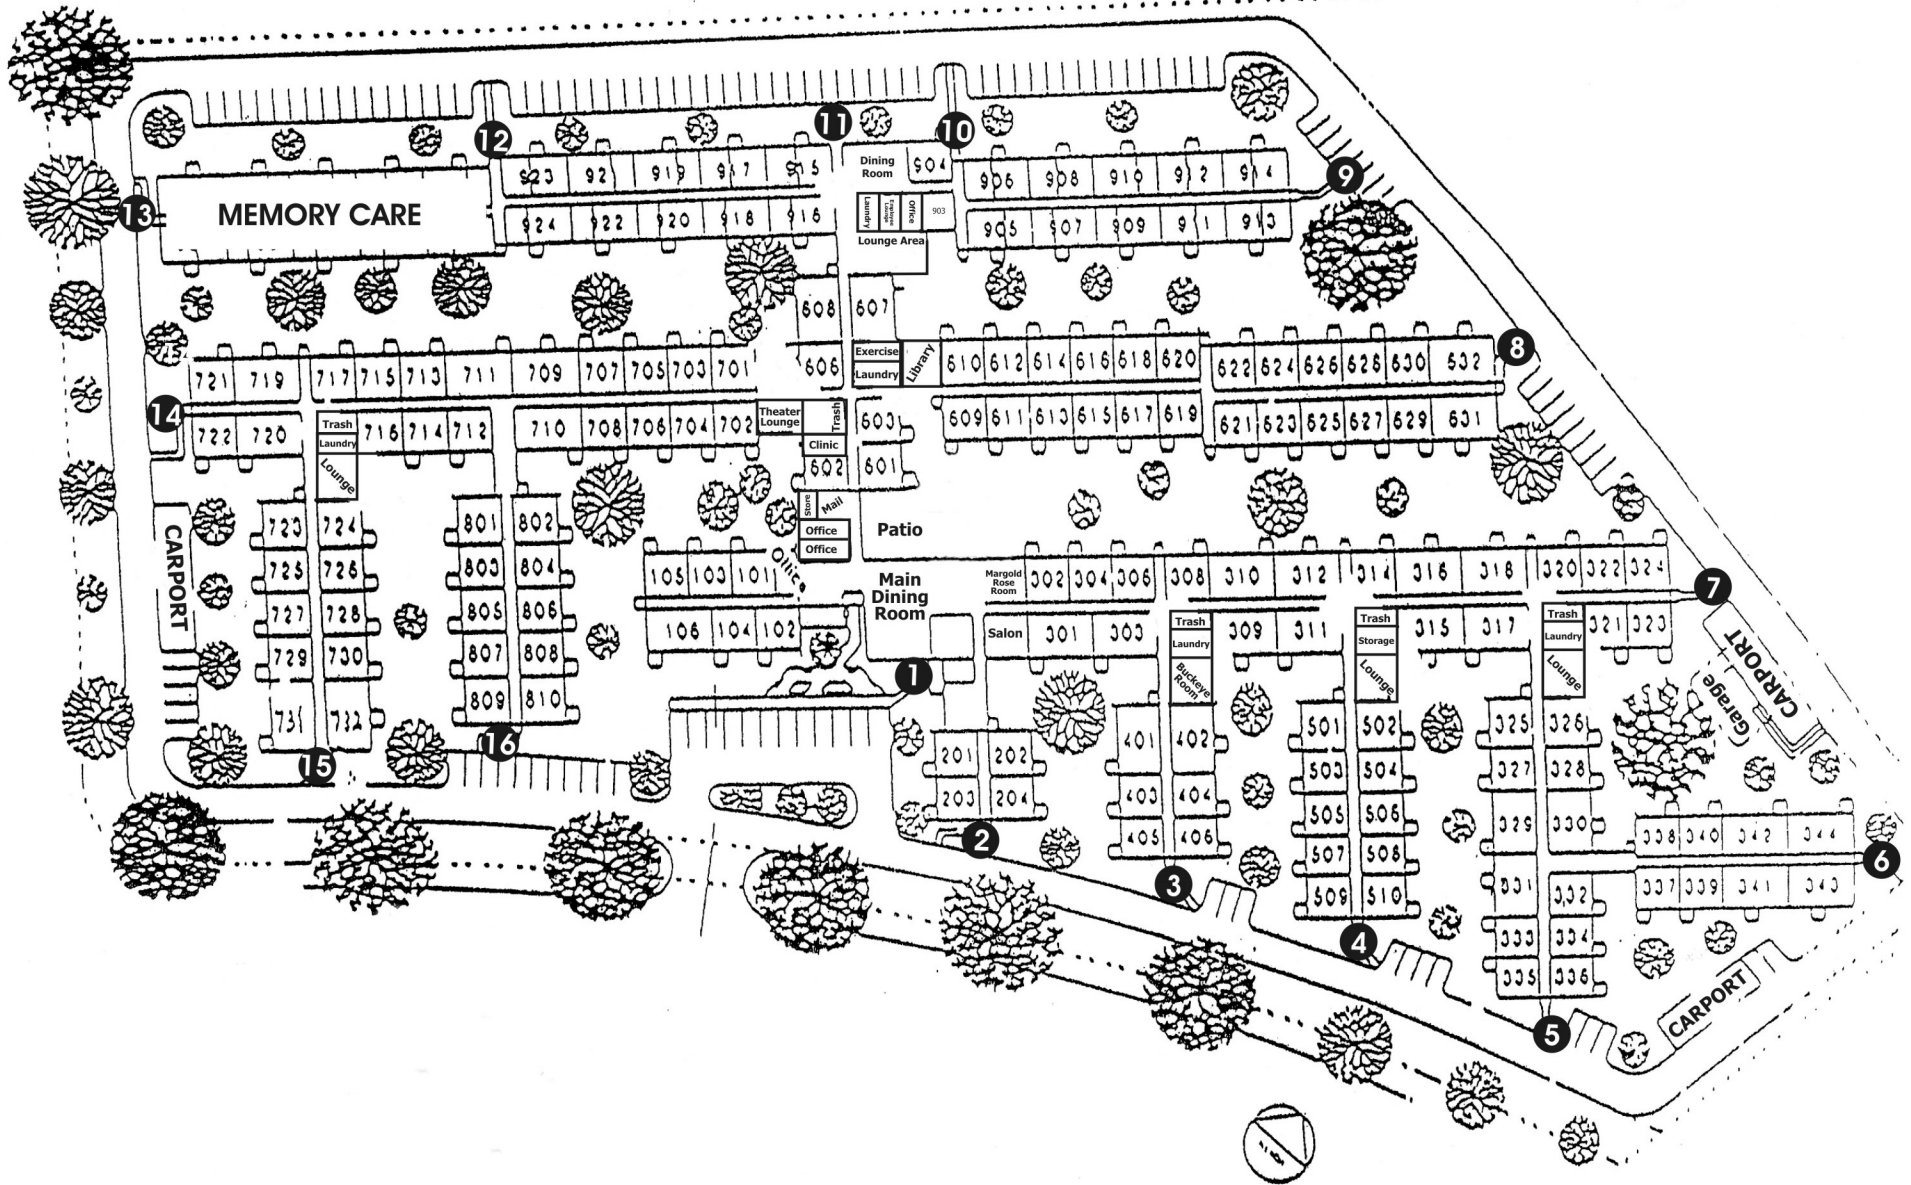 12
11
10
9
13
MEMORY CARE
923 921 919 917 915
924 922 920 918 916
Dining
Room
904
Laundry
Employee
Lounge
Office
903
Lounge Area
906 908 910 912 914
905 907 909 911 913
608 607
606
Exercise
Laundry
Library
610 612 614 616 618 620
622 624 626 628 630 632
8
609 611 613 615 617 619
621 623 625 627 629 631
721 719 717 715 713 711 709 707 705 703 701
14
722 720
Trash
Laundry
Lounge
716 714 712 710 708 706 704 702
Theater
Lounge
Trash
Clinic
603
602 601
Store
Mail
Office
Office
Patio
CARPORT
723 724
725 726
727 728
729 730
731 732
15
801 802
803 804
805 806
807 808
809 810
16
105 103 101
Office
106 104 102
Main
Dining
Room
1
Margold
Rose
Room
302 304 306 308 310 312 314 316 318 320 322 324
7
Salon
301 303
Trash
Laundry
Buckeye
Room
309 311
Trash
Storage
Lounge
315 317
Trash
Laundry
Lounge
321 323
CARPORT
Garage
201 202
203 204
2
401 402
403 404
405 406
3
501 502
503 504
505 506
507 508
509 510
4
325 326
327 328
329 330
331 332
333 334
335 336
5
338 340 342 344
337 339 341 343
6
CARPORT